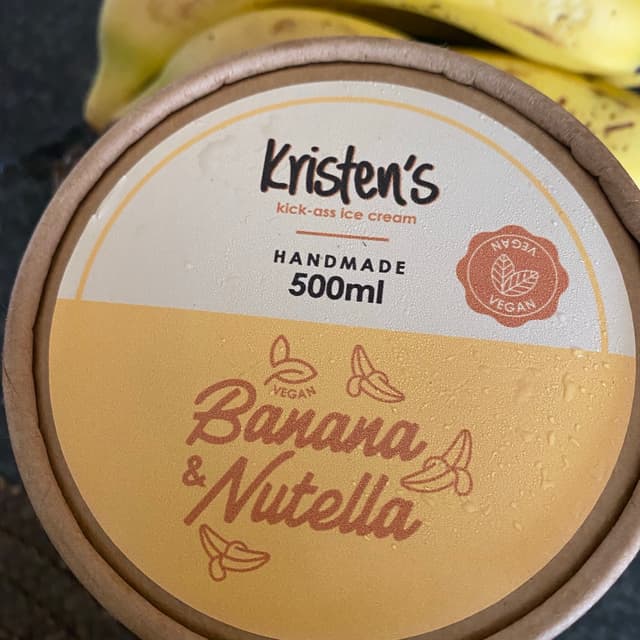 Kristen's
kick-ass ice cream
HANDMADE
500ml
VEGAN
VEGAN
VEGAN
Banana
& Nutella